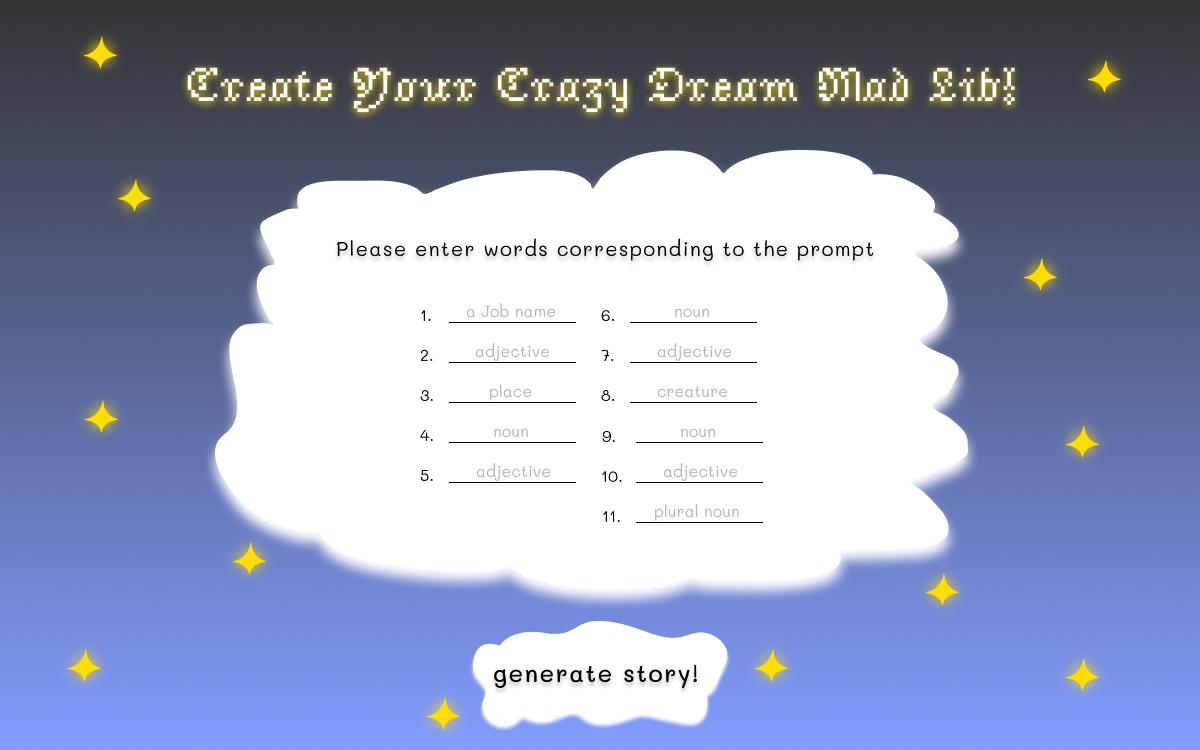 Create Your Crazy Dream Mad Lib!
Please enter words corresponding to the prompt
1. a Job name
2. adjective
3. place
4. noun
5. adjective
6. noun
7. adjective
8. creature
9. noun
10. adjective
11. plural noun
generate story!